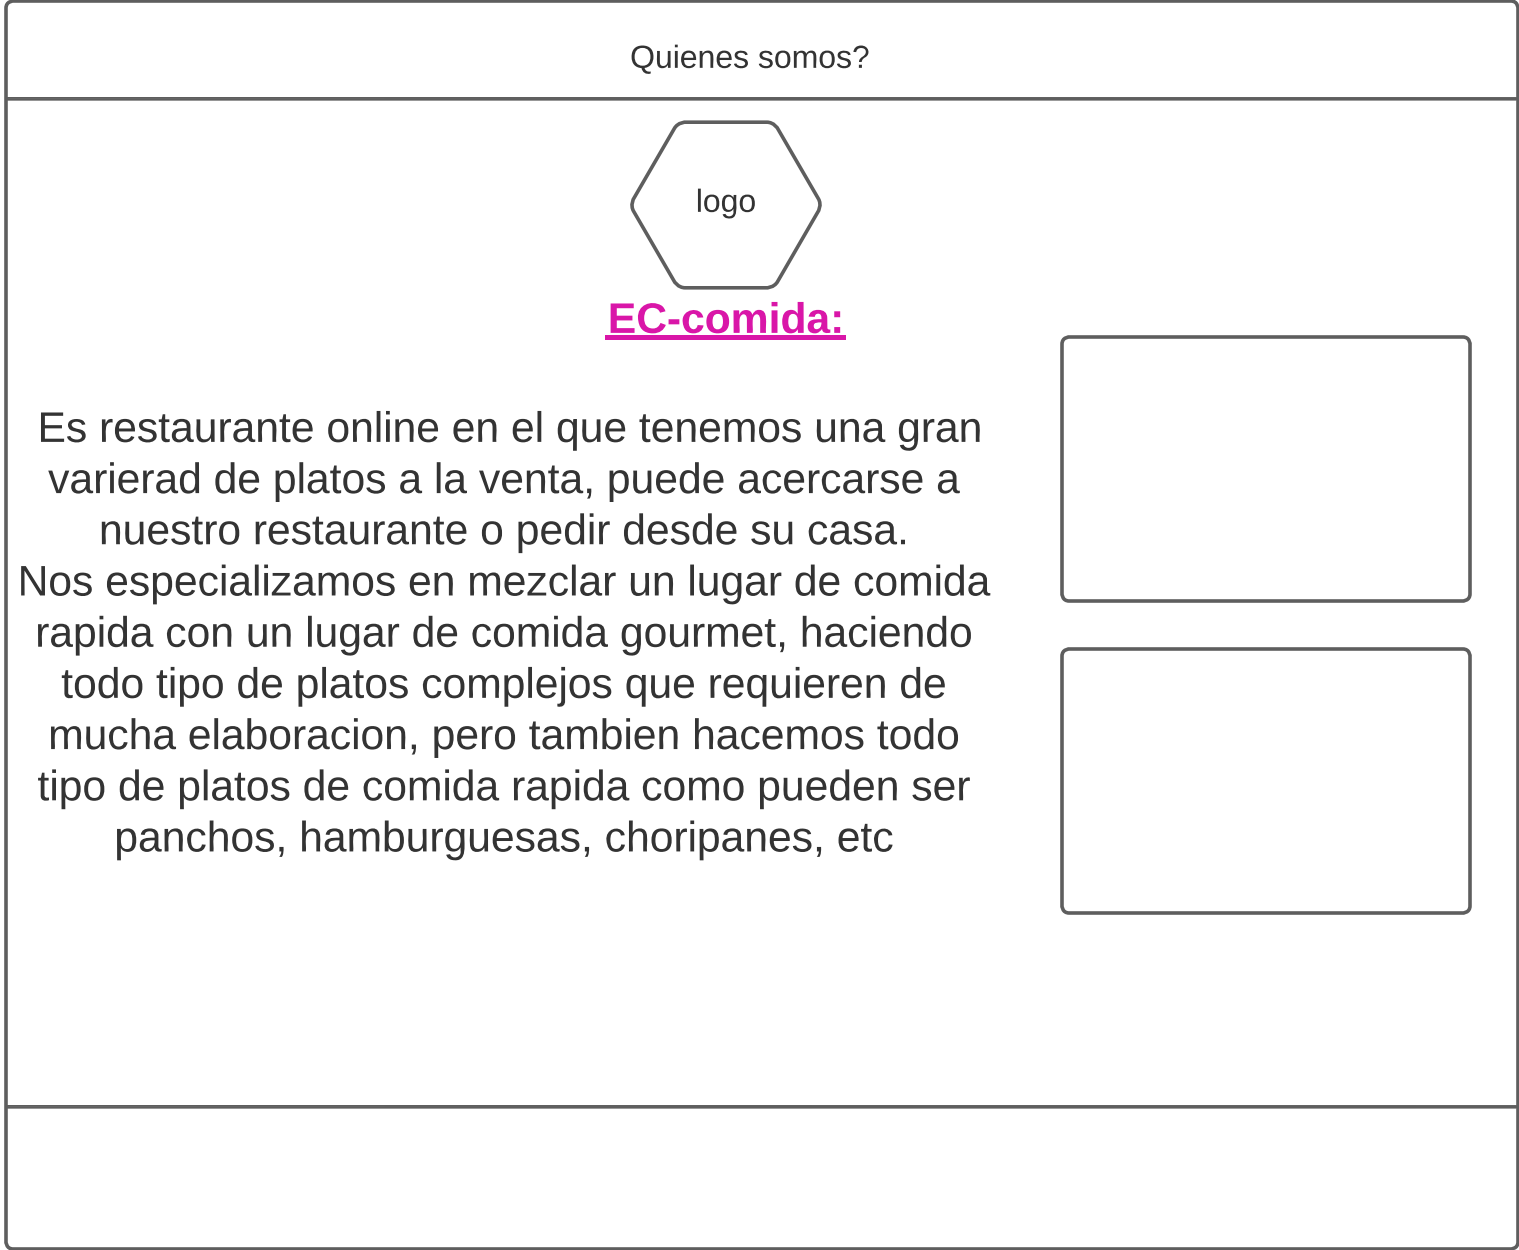 Quienes somos?
logo
EC-comida:
Es restaurante online en el que tenemos una gran
varierad de platos a la venta, puede acercarse a
nuestro restaurante o pedir desde su casa.
Nos especializamos en mezclar un lugar de comida
rapida con un lugar de comida gourmet, haciendo
todo tipo de platos complejos que requieren de
mucha elaboracion, pero tambien hacemos todo
tipo de platos de comida rapida como pueden ser
panchos, hamburguesas, choripanes, etc